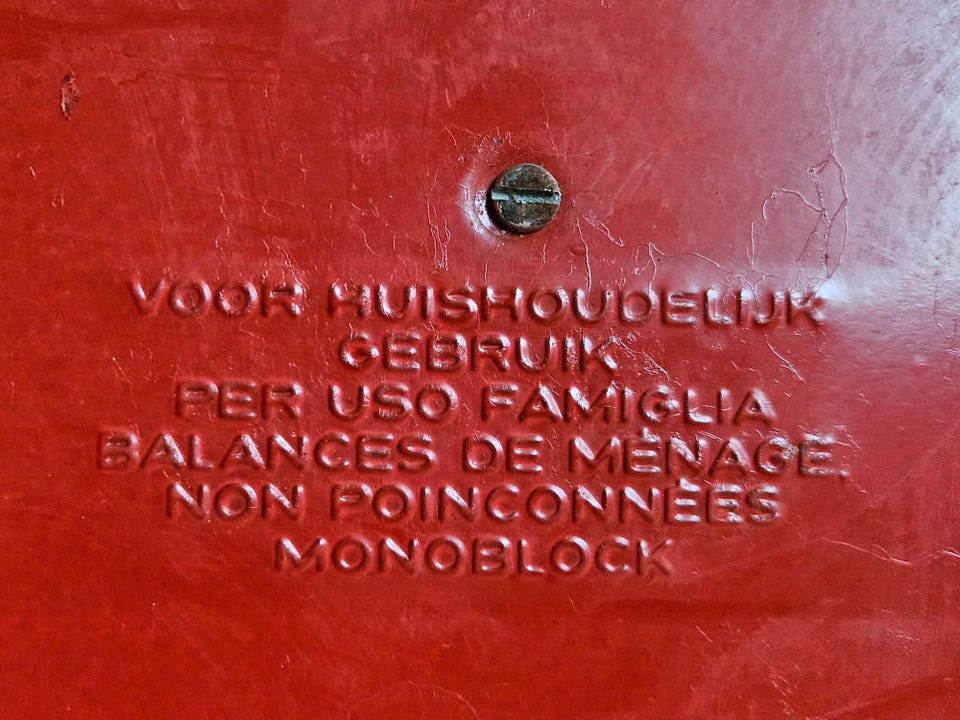 VOOR HUISHOUDELIJK
GEBRUIK
PER USO FAMIGLIA
BALANCES DE MÉNAGE,
NON POINCONNÉES
MONOBLOCK